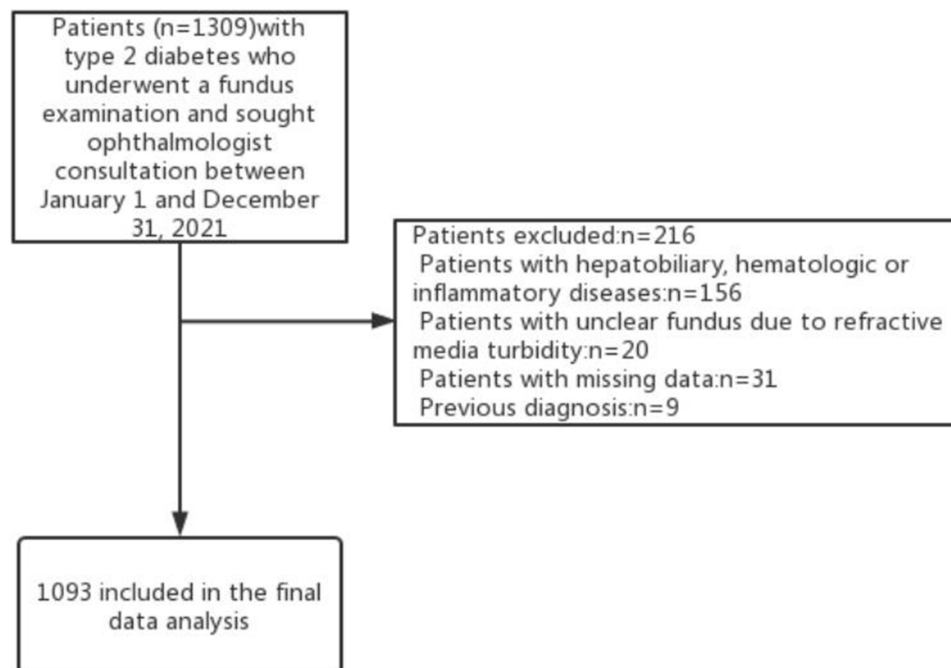 Patients (n=1309)with
type 2 diabetes who
underwent a fundus
examination and sought
ophthalmologist
consultation between
January 1 and December
31, 2021
Patients excluded:n=216
Patients with hepatobiliary, hematologic or
inflammatory diseases:n=156
Patients with unclear fundus due to refractive
media turbidity:n=20
Patients with missing data:n=31
Previous diagnosis:n=9
1093 included in the final
data analysis